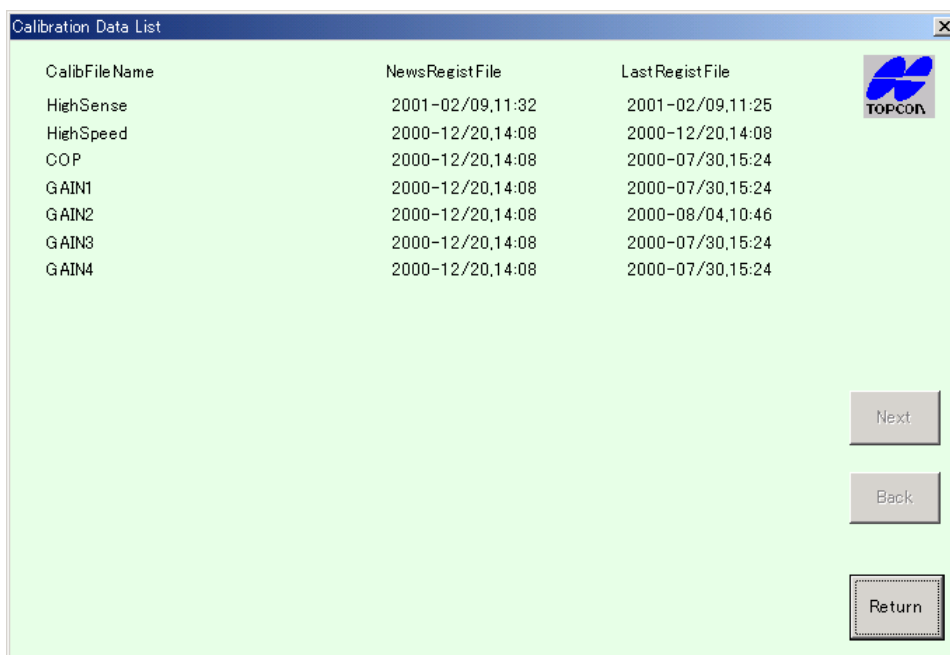 Calibration Data List
CalibFileName NewsRegistFile LastRegistFile
HighSense 2001-02/09,11:32 2001-02/09,11:25
HighSpeed 2000-12/20,14:08 2000-12/20,14:08
COP 2000-12/20,14:08 2000-07/30,15:24
GAIN1 2000-12/20,14:08 2000-07/30,15:24
GAIN2 2000-12/20,14:08 2000-08/04,10:46
GAIN3 2000-12/20,14:08 2000-07/30,15:24
GAIN4 2000-12/20,14:08 2000-07/30,15:24
TOPCON
Next
Back
Return